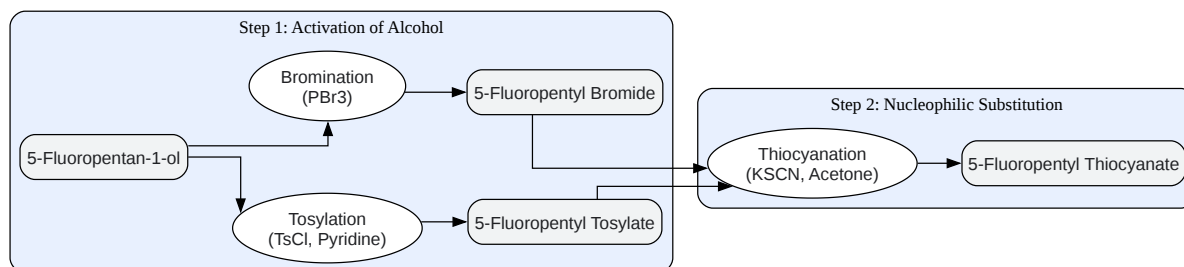 Step 1: Activation of Alcohol
Bromination
(PBr3)
5-Fluoropentyl Bromide
5-Fluoropentan-1-ol
Tosylation
(TsCl, Pyridine)
5-Fluoropentyl Tosylate
Step 2: Nucleophilic Substitution
Thiocyanation
(KSCN, Acetone)
5-Fluoropentyl Thiocyanate